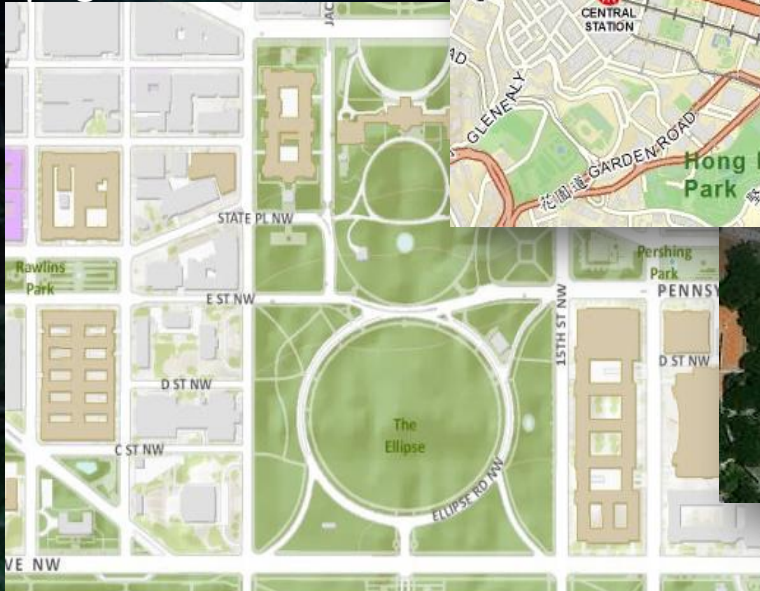 JAC
CENTRAL
STATION
GLENEALY
花園道 GARDEN ROAD
Hong
Park
STATE PL NW
Rawlins
Park
Pershing
Park
E ST NW
PENNSY
15TH ST NW
D ST NW
D ST NW
The
Ellipse
C ST NW
ELLIPSE RD NW
VE NW